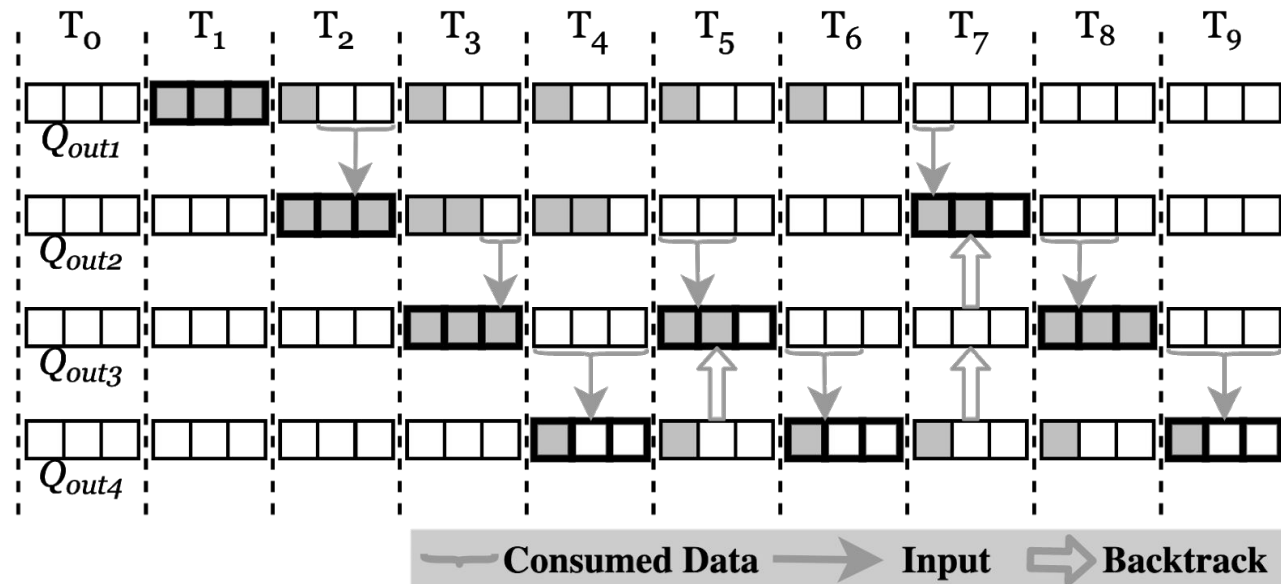 T0 T1 T2 T3 T4 T5 T6 T7 T8 T9
Qout1
Qout2
Qout3
Qout4
Consumed Data Input Backtrack